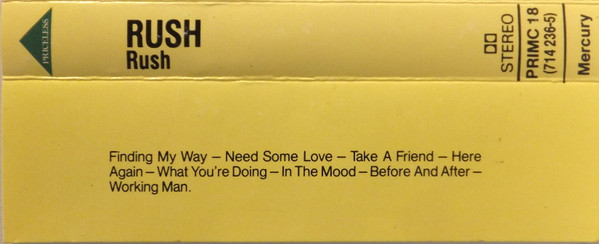 PRICELESS
RUSH
Rush
STEREO
PRIMC 18
(714 236-5)
Mercury
Finding My Way – Need Some Love – Take A Friend – Here
Again – What You're Doing – In The Mood – Before And After –
Working Man.